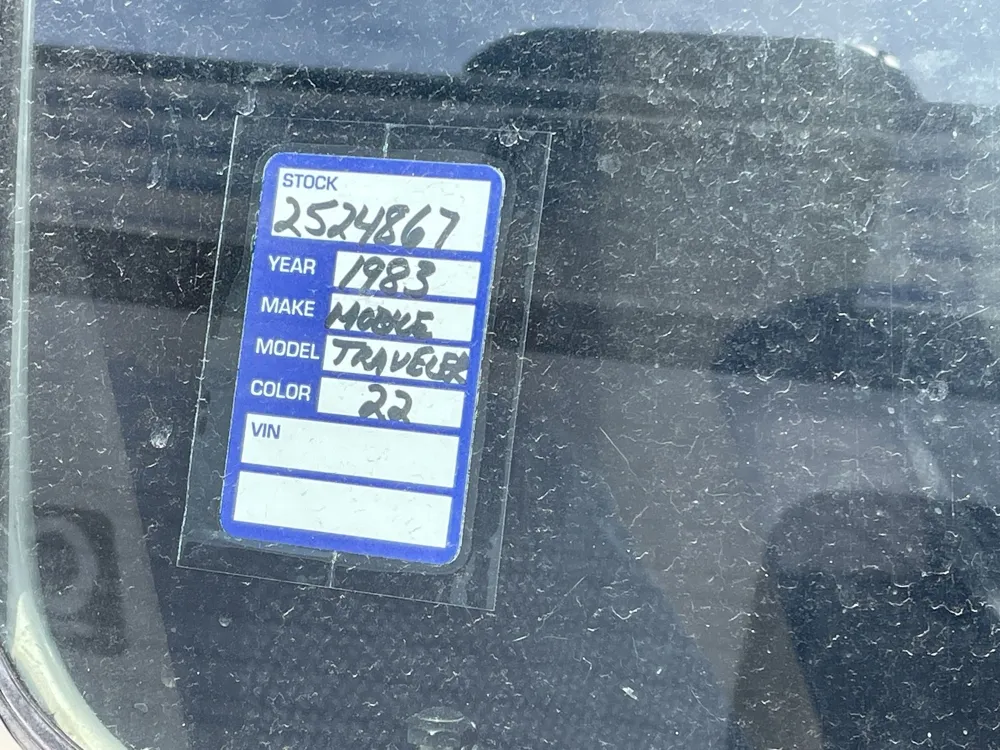 STOCK
2524867
YEAR 1983
MAKE MOBILE
MODEL TRAVELER
COLOR 22
VIN